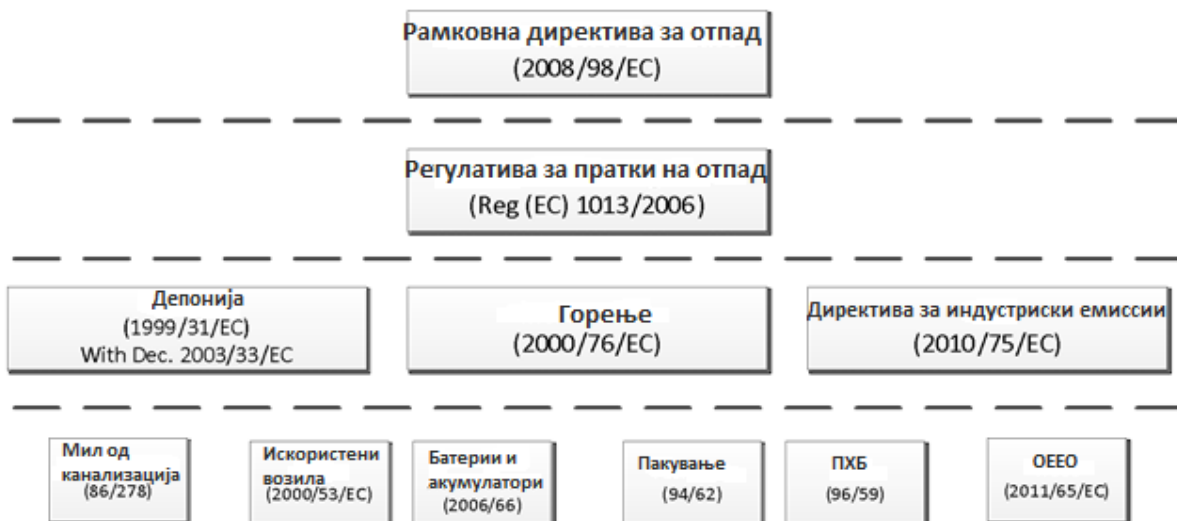 Рамковна директива за отпад
(2008/98/EC)
Регулатива за пратки на отпад
(Reg (EC) 1013/2006)
Депонија
(1999/31/EC)
With Dec. 2003/33/EC
Горење
(2000/76/EC)
Директива за индустриски емиссии
(2010/75/EC)
Мил од
канализација
(86/278)
Искористени
возила
(2000/53/EC)
Батерии и
акумулатори
(2006/66)
Пакување
(94/62)
ПХБ
(96/59)
ОЕЕО
(2011/65/EC)